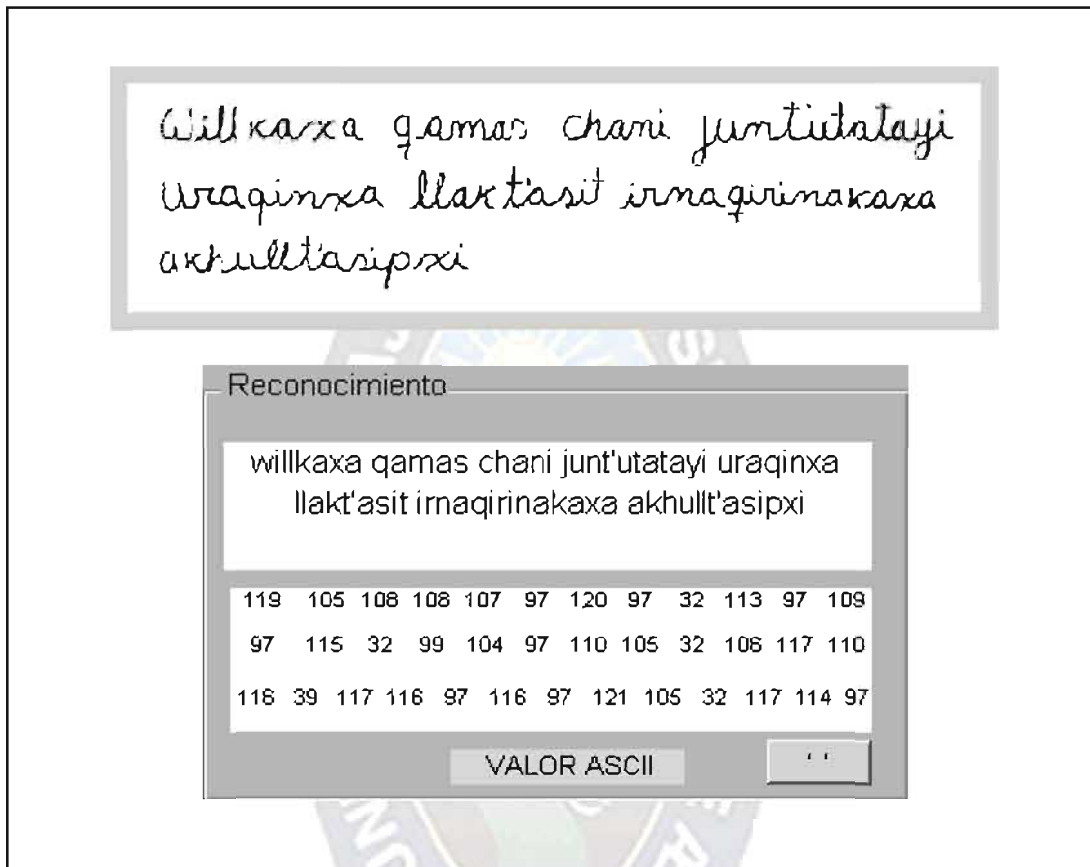 Willkaxa qamas chani junt'utatayi
Uraqinxa llakt'asit irnaqirinakaxa
akhullt'asipxi
Reconocimiento
willkaxa qamas chani junt'utatayi uraqinxa
llakt'asit irnaqirinakaxa akhullt'asipxi
119 105 108 108 107 97 120 97 32 113 97 109
97 115 32 99 104 97 110 105 32 106 117 110
116 39 117 116 97 116 97 121 105 32 117 114 97
VALOR ASCII ' '